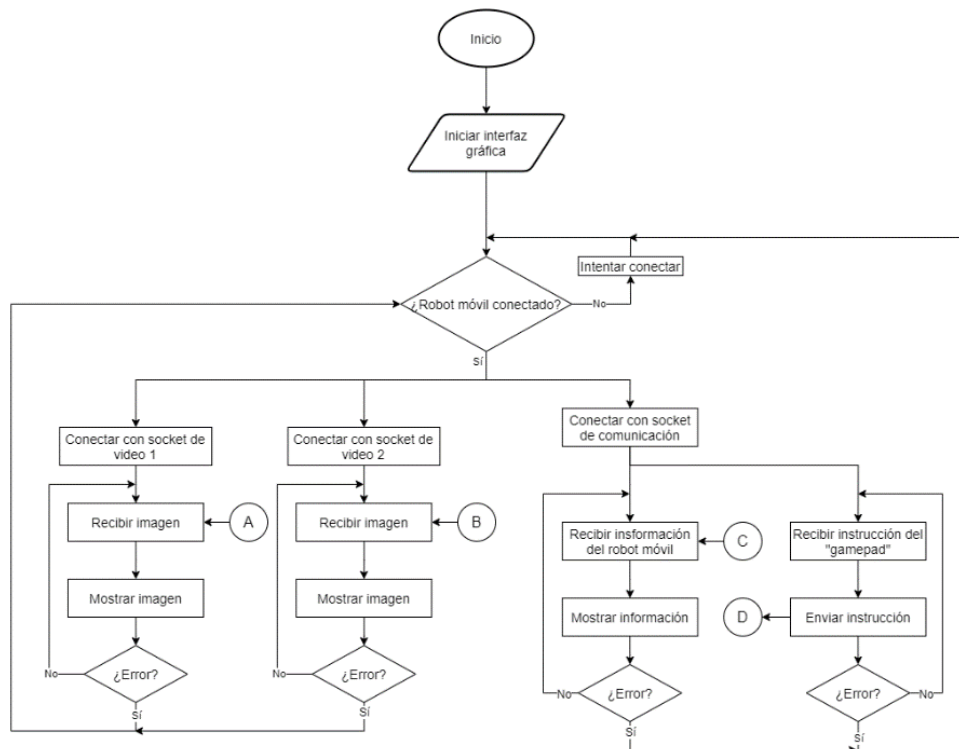 Inicio
Iniciar interfaz
gráfica
Intentar conectar
¿Robot móvil conectado?
No
Sí
Conectar con socket de
video 1
Conectar con socket de
video 2
Conectar con socket
de comunicación
Recibir imagen
A
Recibir imagen
B
Recibir insformación
del robot móvil
C
Recibir instrucción del
"gamepad"
Mostrar imagen
Mostrar imagen
Mostrar información
D
Enviar instrucción
No
¿Error?
Sí
No
¿Error?
Sí
No
¿Error?
Sí
¿Error?
No
Sí